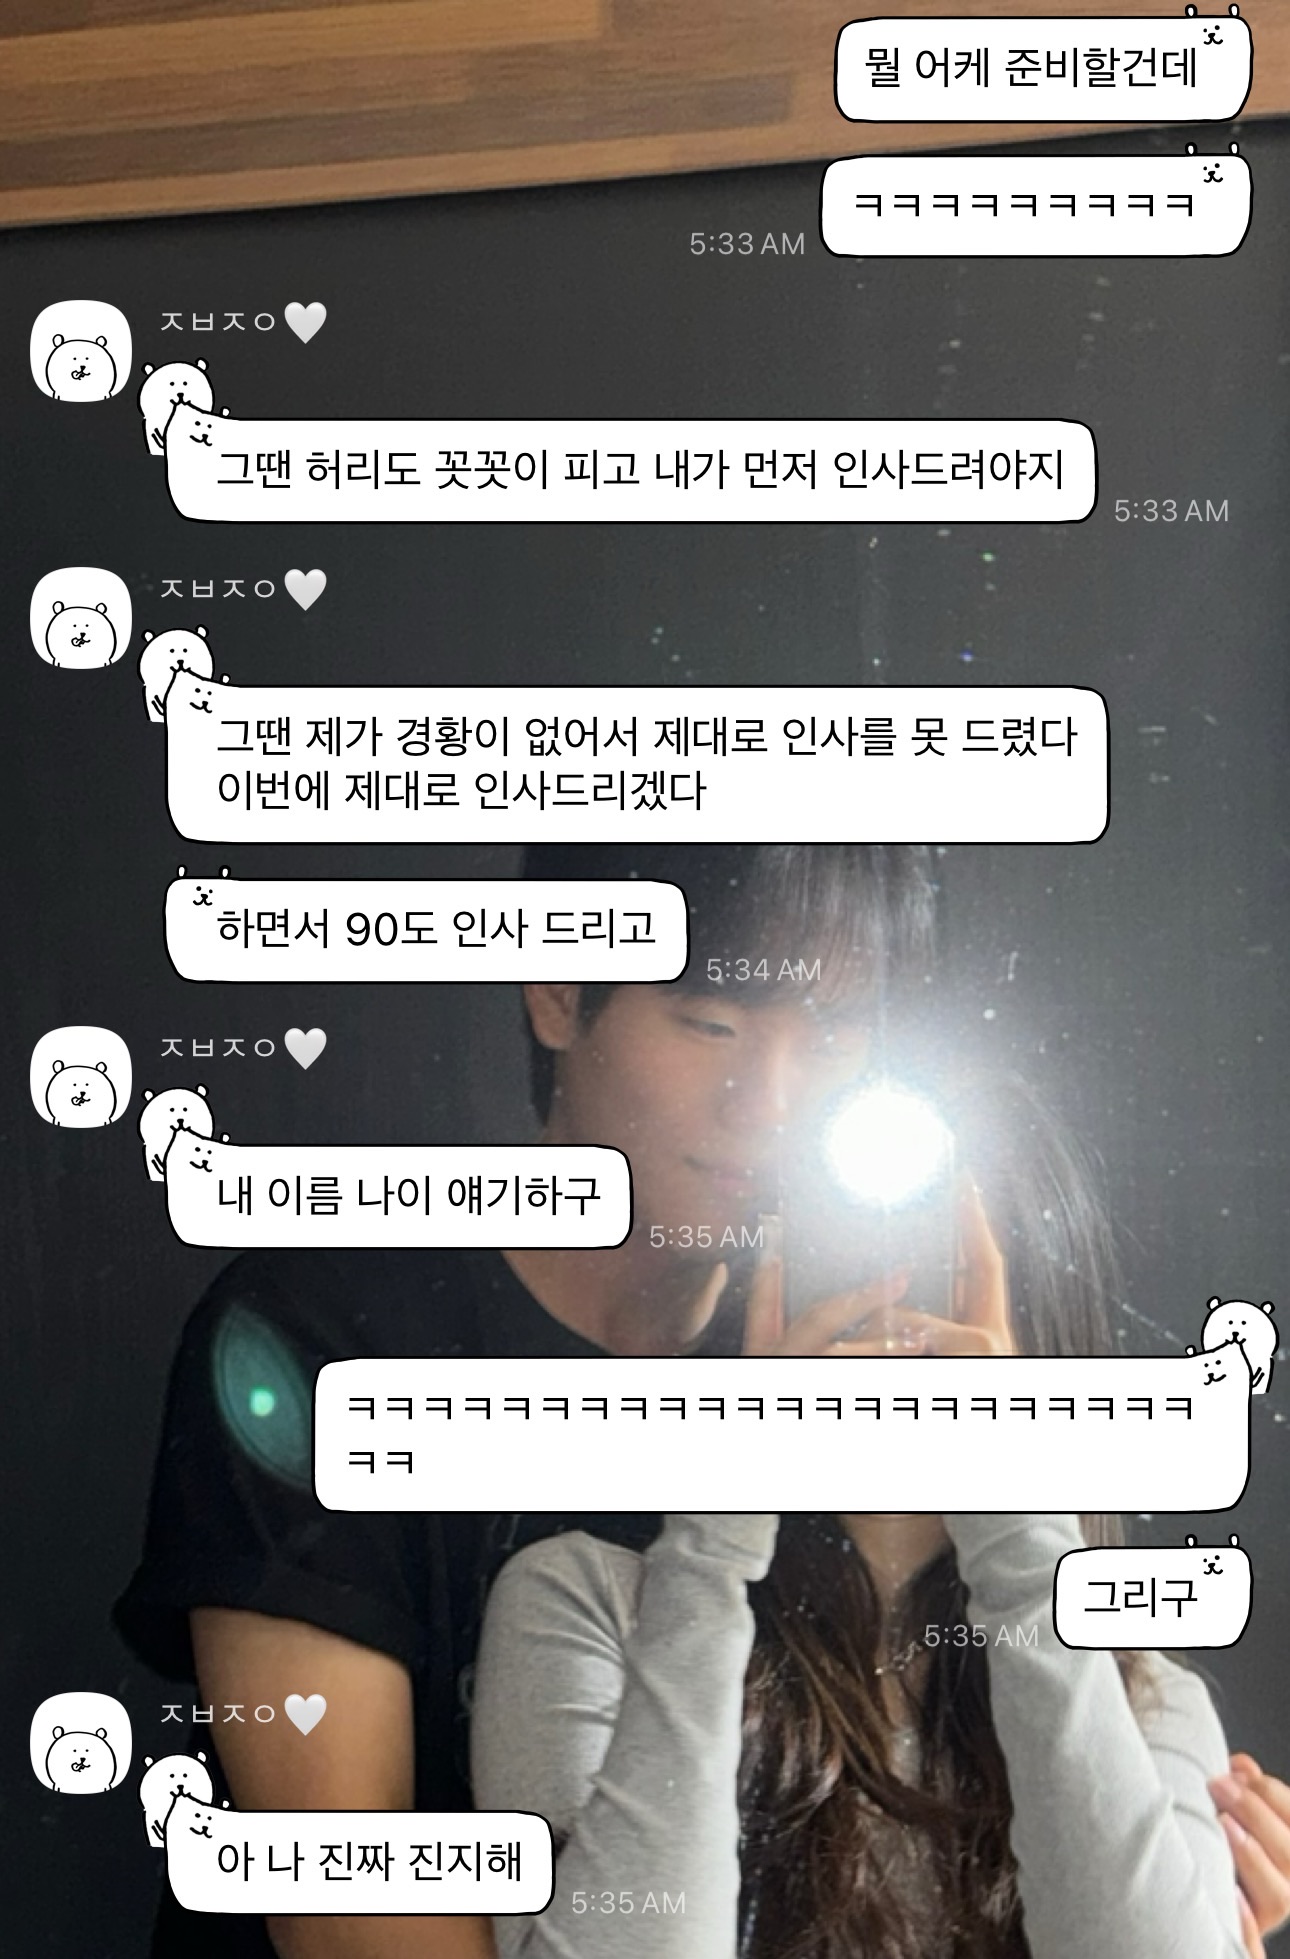 뭘 어케 준비할건데
ㅋㅋㅋㅋㅋㅋㅋㅋㅋ
5:33 AM
ㅈㅂㅈㅇ🤍
그땐 허리도 꼿꼿이 피고 내가 먼저 인사드려야지
5:33 AM
ㅈㅂㅈㅇ🤍
그땐 제가 경황이 없어서 제대로 인사를 못 드렸다
이번에 제대로 인사드리겠다
하면서 90도 인사 드리고
5:34 AM
ㅈㅂㅈㅇ🤍
내 이름 나이 얘기하구
5:35 AM
ㅋㅋㅋㅋㅋㅋㅋㅋㅋㅋㅋㅋㅋㅋㅋㅋㅋㅋㅋㅋㅋㅋ
ㅋㅋ
그리구
5:35 AM
ㅈㅂㅈㅇ🤍
아 나 진짜 진지해
5:35 AM